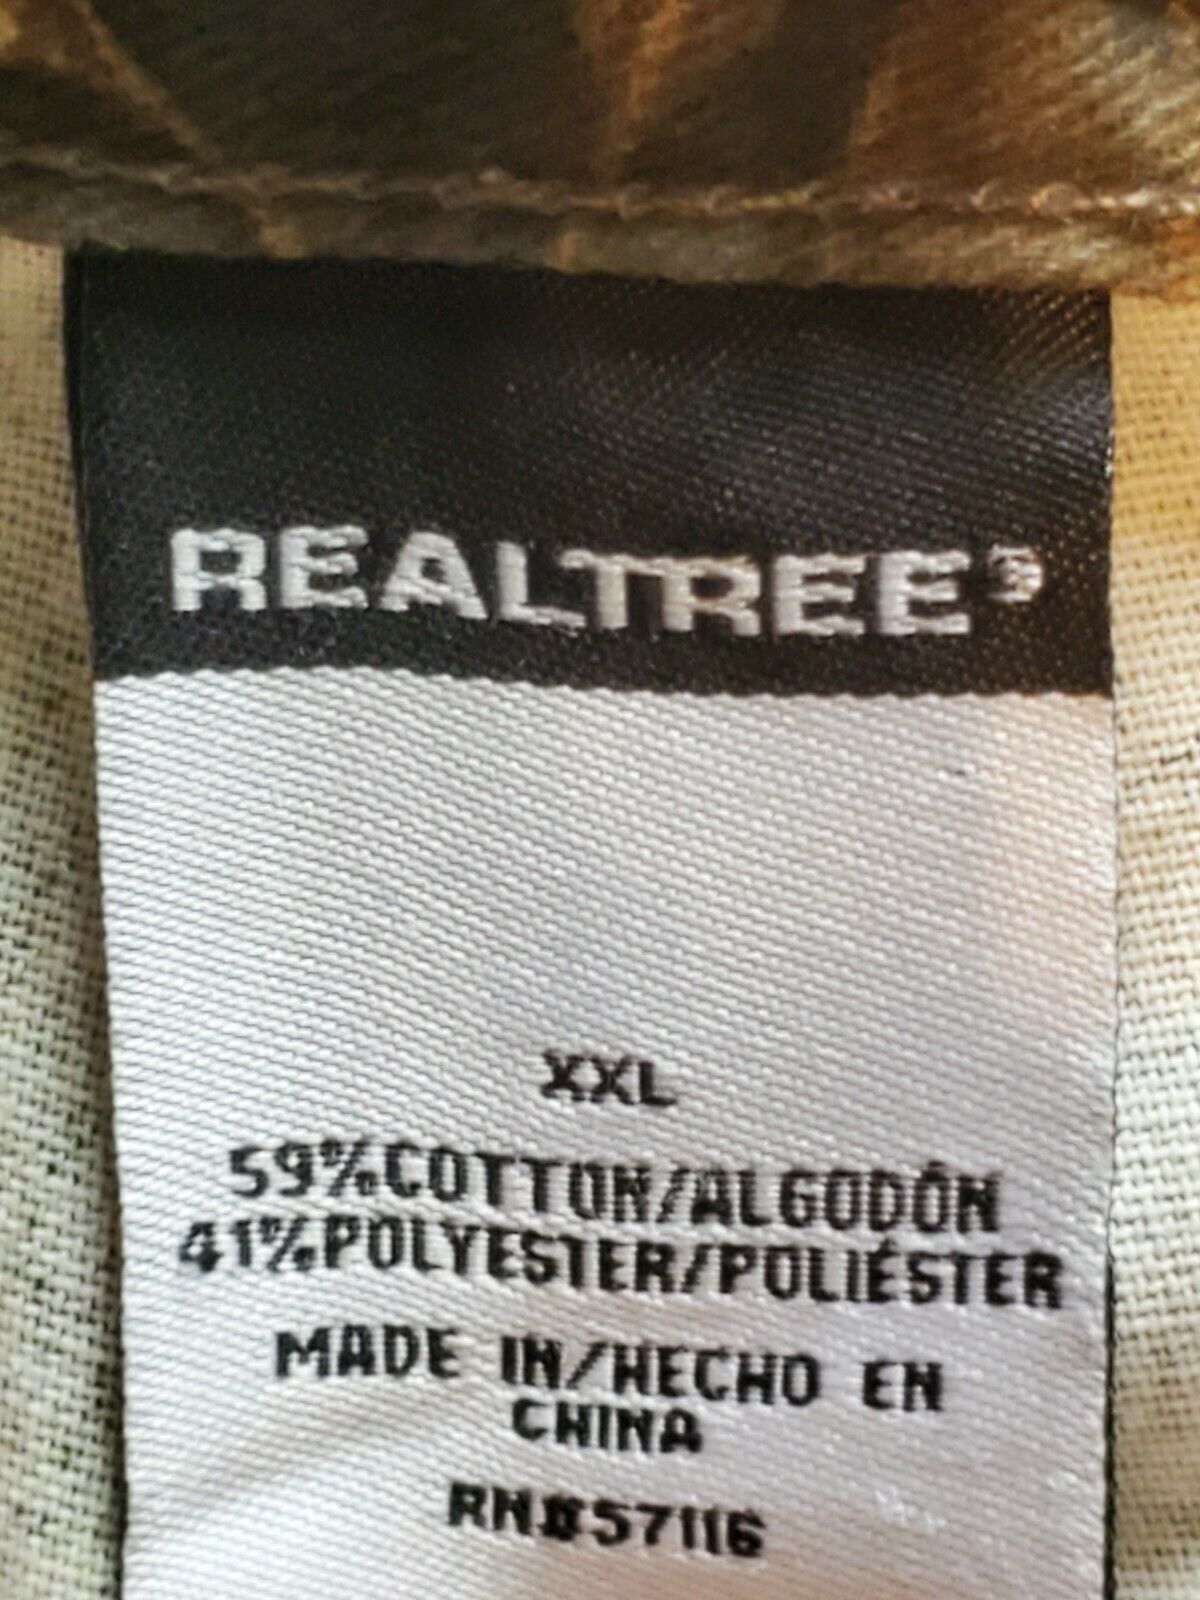 REALTREE®
XXL
59%COTTON/ALGODÓN
41%POLYESTER/POLIÉSTER
MADE IN/HECHO EN
CHINA
RN#57116